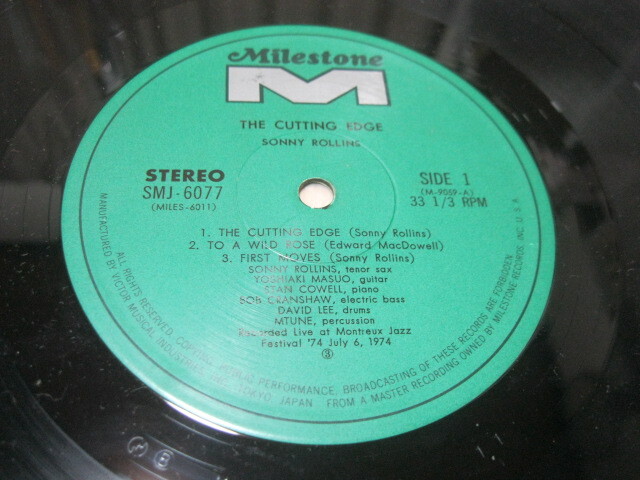 Milestone
M
THE CUTTING EDGE
SONNY ROLLINS
STEREO
SMJ-6077
(MILES-6011)
SIDE 1
(M-9059-A)
33 1/3 RPM
1. THE CUTTING EDGE (Sonny Rollins)
2. TO A WILD ROSE (Edward MacDowell)
3. FIRST MOVES (Sonny Rollins)
SONNY ROLLINS, tenor sax
YOSHIAKI MASUO, guitar
STAN COWELL, piano
BOB CRANSHAW, electric bass
DAVID LEE, drums
MTUME, percussion
Recorded Live at Montreux Jazz
Festival '74 July 6, 1974
MANUFACTURED BY VICTOR MUSICAL INDUSTRIES, TOKYO, JAPAN FROM A MASTER RECORDING OWNED BY MILESTONE RECORDS INC. U.S.A.
ALL RIGHTS RESERVED. PERFORMANCE, BROADCASTING OF THESE RECORDS ARE FORBIDDEN.